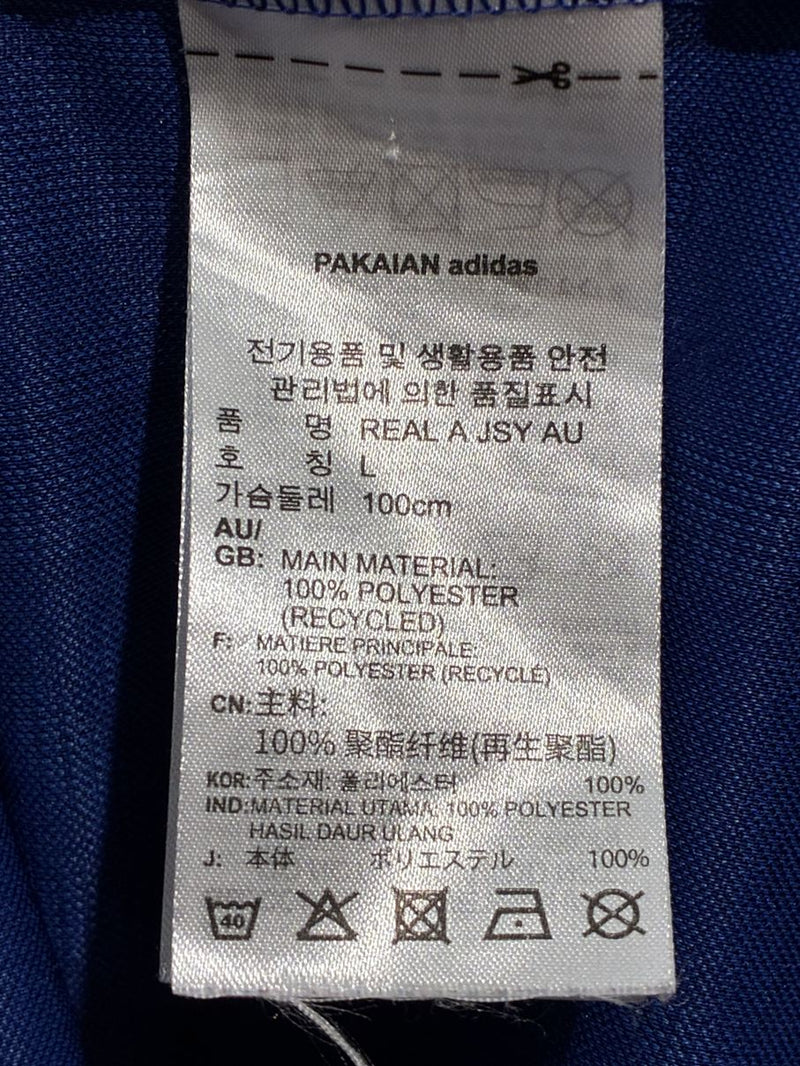 PAKAIAN adidas
전기용품 및 생활용품 안전
관리법에 의한 품질표시
품 명 REAL A JSY AU
호 칭 L
가슴둘레 100cm
AU/
GB: MAIN MATERIAL:
100% POLYESTER
(RECYCLED)
F: MATIERE PRINCIPALE:
100% POLYESTER (RECYCLÉ)
CN:主料:
100% 聚酯纤维(再生聚酯)
KOR:주소재: 폴리에스터 100%
IND:MATERIAL UTAMA: 100% POLYESTER
HASIL DAUR ULANG
J: 本体 ポリエステル 100%
40